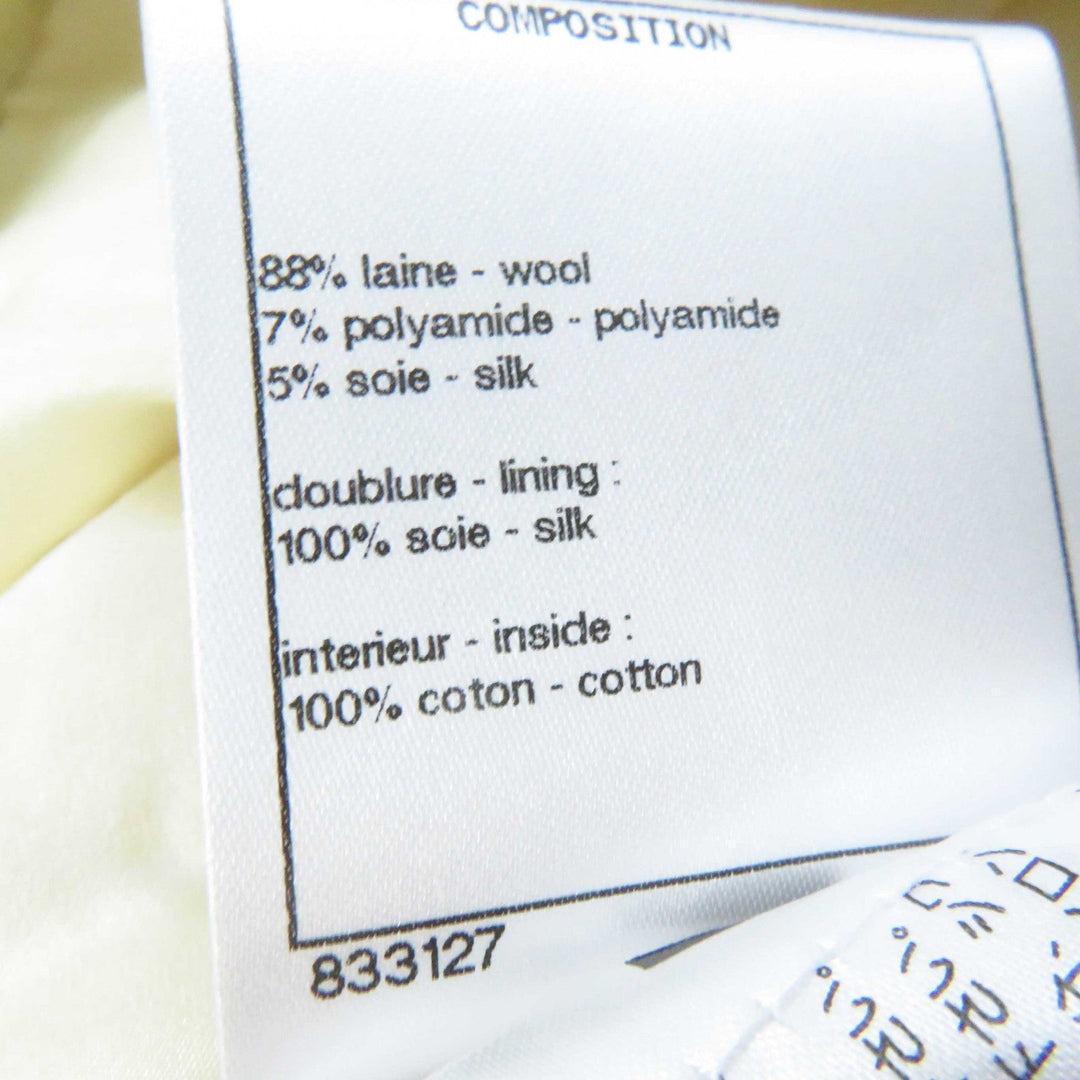 COMPOSITION
88% laine - wool
7% polyamide - polyamide
5% soie - silk
doublure - lining :
100% soie - silk
interieur - inside :
100% coton - cotton
833127